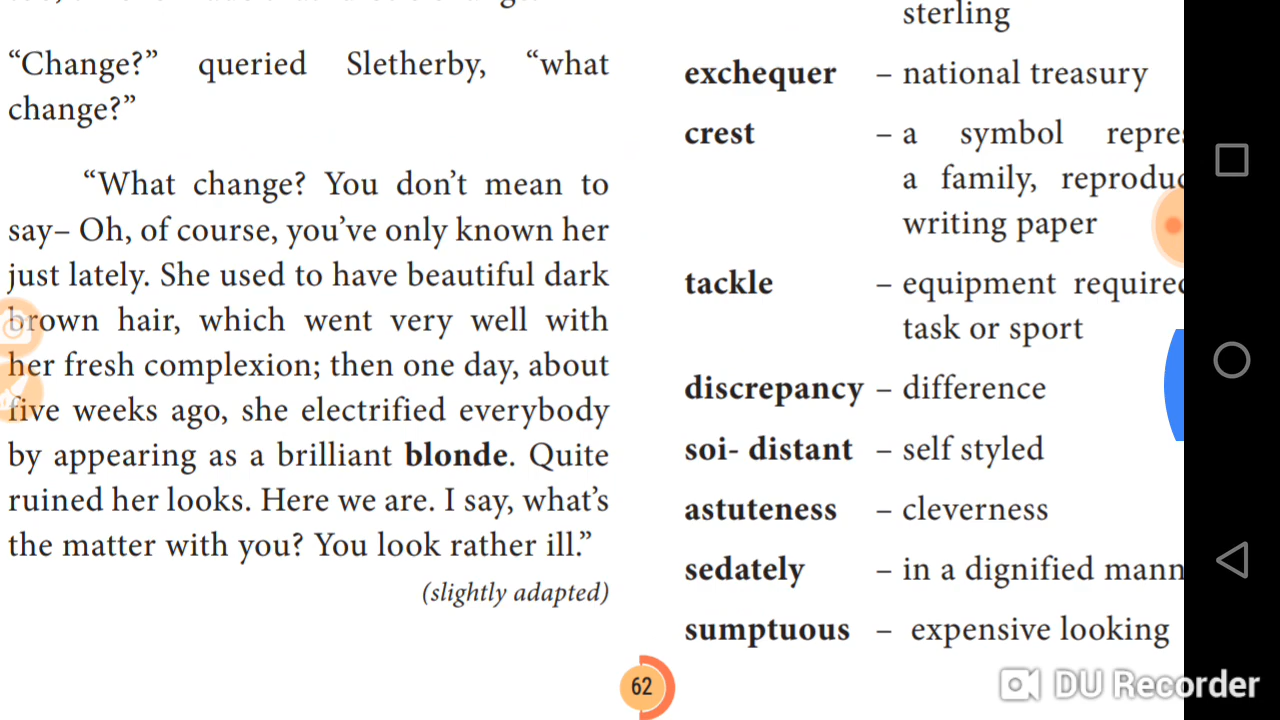 “Change?” queried Sletherby, “what
change?”
“What change? You don’t mean to
say– Oh, of course, you’ve only known her
just lately. She used to have beautiful dark
brown hair, which went very well with
her fresh complexion; then one day, about
five weeks ago, she electrified everybody
by appearing as a brilliant blonde. Quite
ruined her looks. Here we are. I say, what’s
the matter with you? You look rather ill.”
(slightly adapted)
sterling
exchequer – national treasury
crest – a symbol
a family,
writing paper
tackle – equipment
task or sport
discrepancy – difference
soi- distant – self styled
astuteness – cleverness
sedately – in a dignified
sumptuous – expensive looking
62
DU Recorder